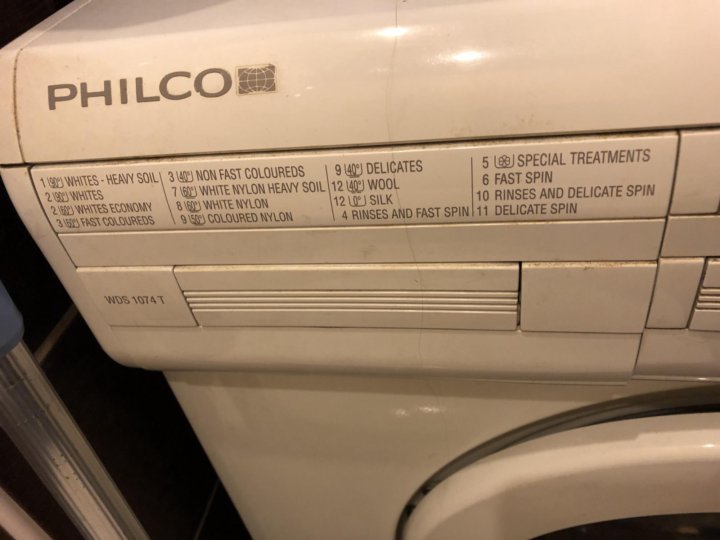 PHILCO
1 90° WHITES - HEAVY SOIL
2 90° WHITES
2 60° WHITES ECONOMY
3 60° FAST COLOUREDS
3 40° NON FAST COLOUREDS
7 60° WHITE NYLON HEAVY SOIL
8 60° WHITE NYLON
9 50° COLOURED NYLON
9 40° DELICATES
12 40° WOOL
12 0° SILK
4 RINSES AND FAST SPIN
5 SPECIAL TREATMENTS
6 FAST SPIN
10 RINSES AND DELICATE SPIN
11 DELICATE SPIN
WDS 1074 T